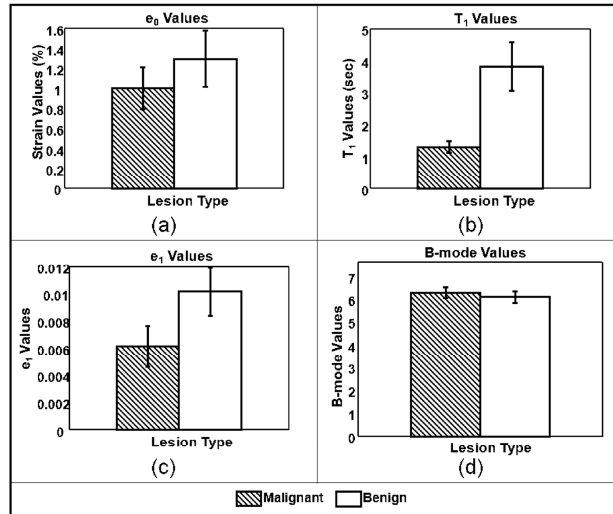 e0 Values
Strain Values (%)
1.6
1.4
1.2
1
0.8
0.6
0.4
0.2
0
Lesion Type
(a)
T1 Values
T1 Values (sec)
5
4
3
2
1
0
Lesion Type
(b)
e1 Values
e1 Values
0.012
0.01
0.008
0.006
0.004
0.002
0
Lesion Type
(c)
B-mode Values
B-mode Values
7
6
5
4
3
2
1
0
Lesion Type
(d)
Malignant Benign